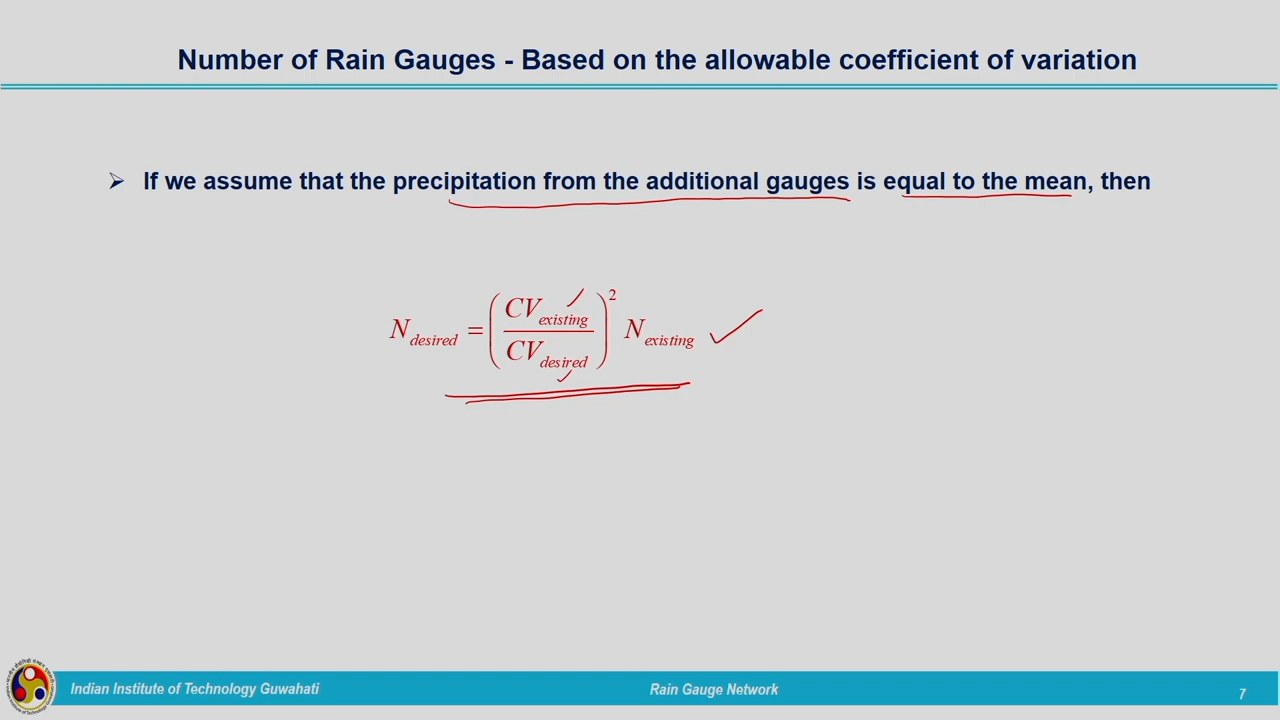 Number of Rain Gauges - Based on the allowable coefficient of variation
➢ If we assume that the precipitation from the additional gauges is equal to the mean, then
N_desired = (CV_existing / CV_desired)^2 N_existing
Indian Institute of Technology Guwahati
Rain Gauge Network
7